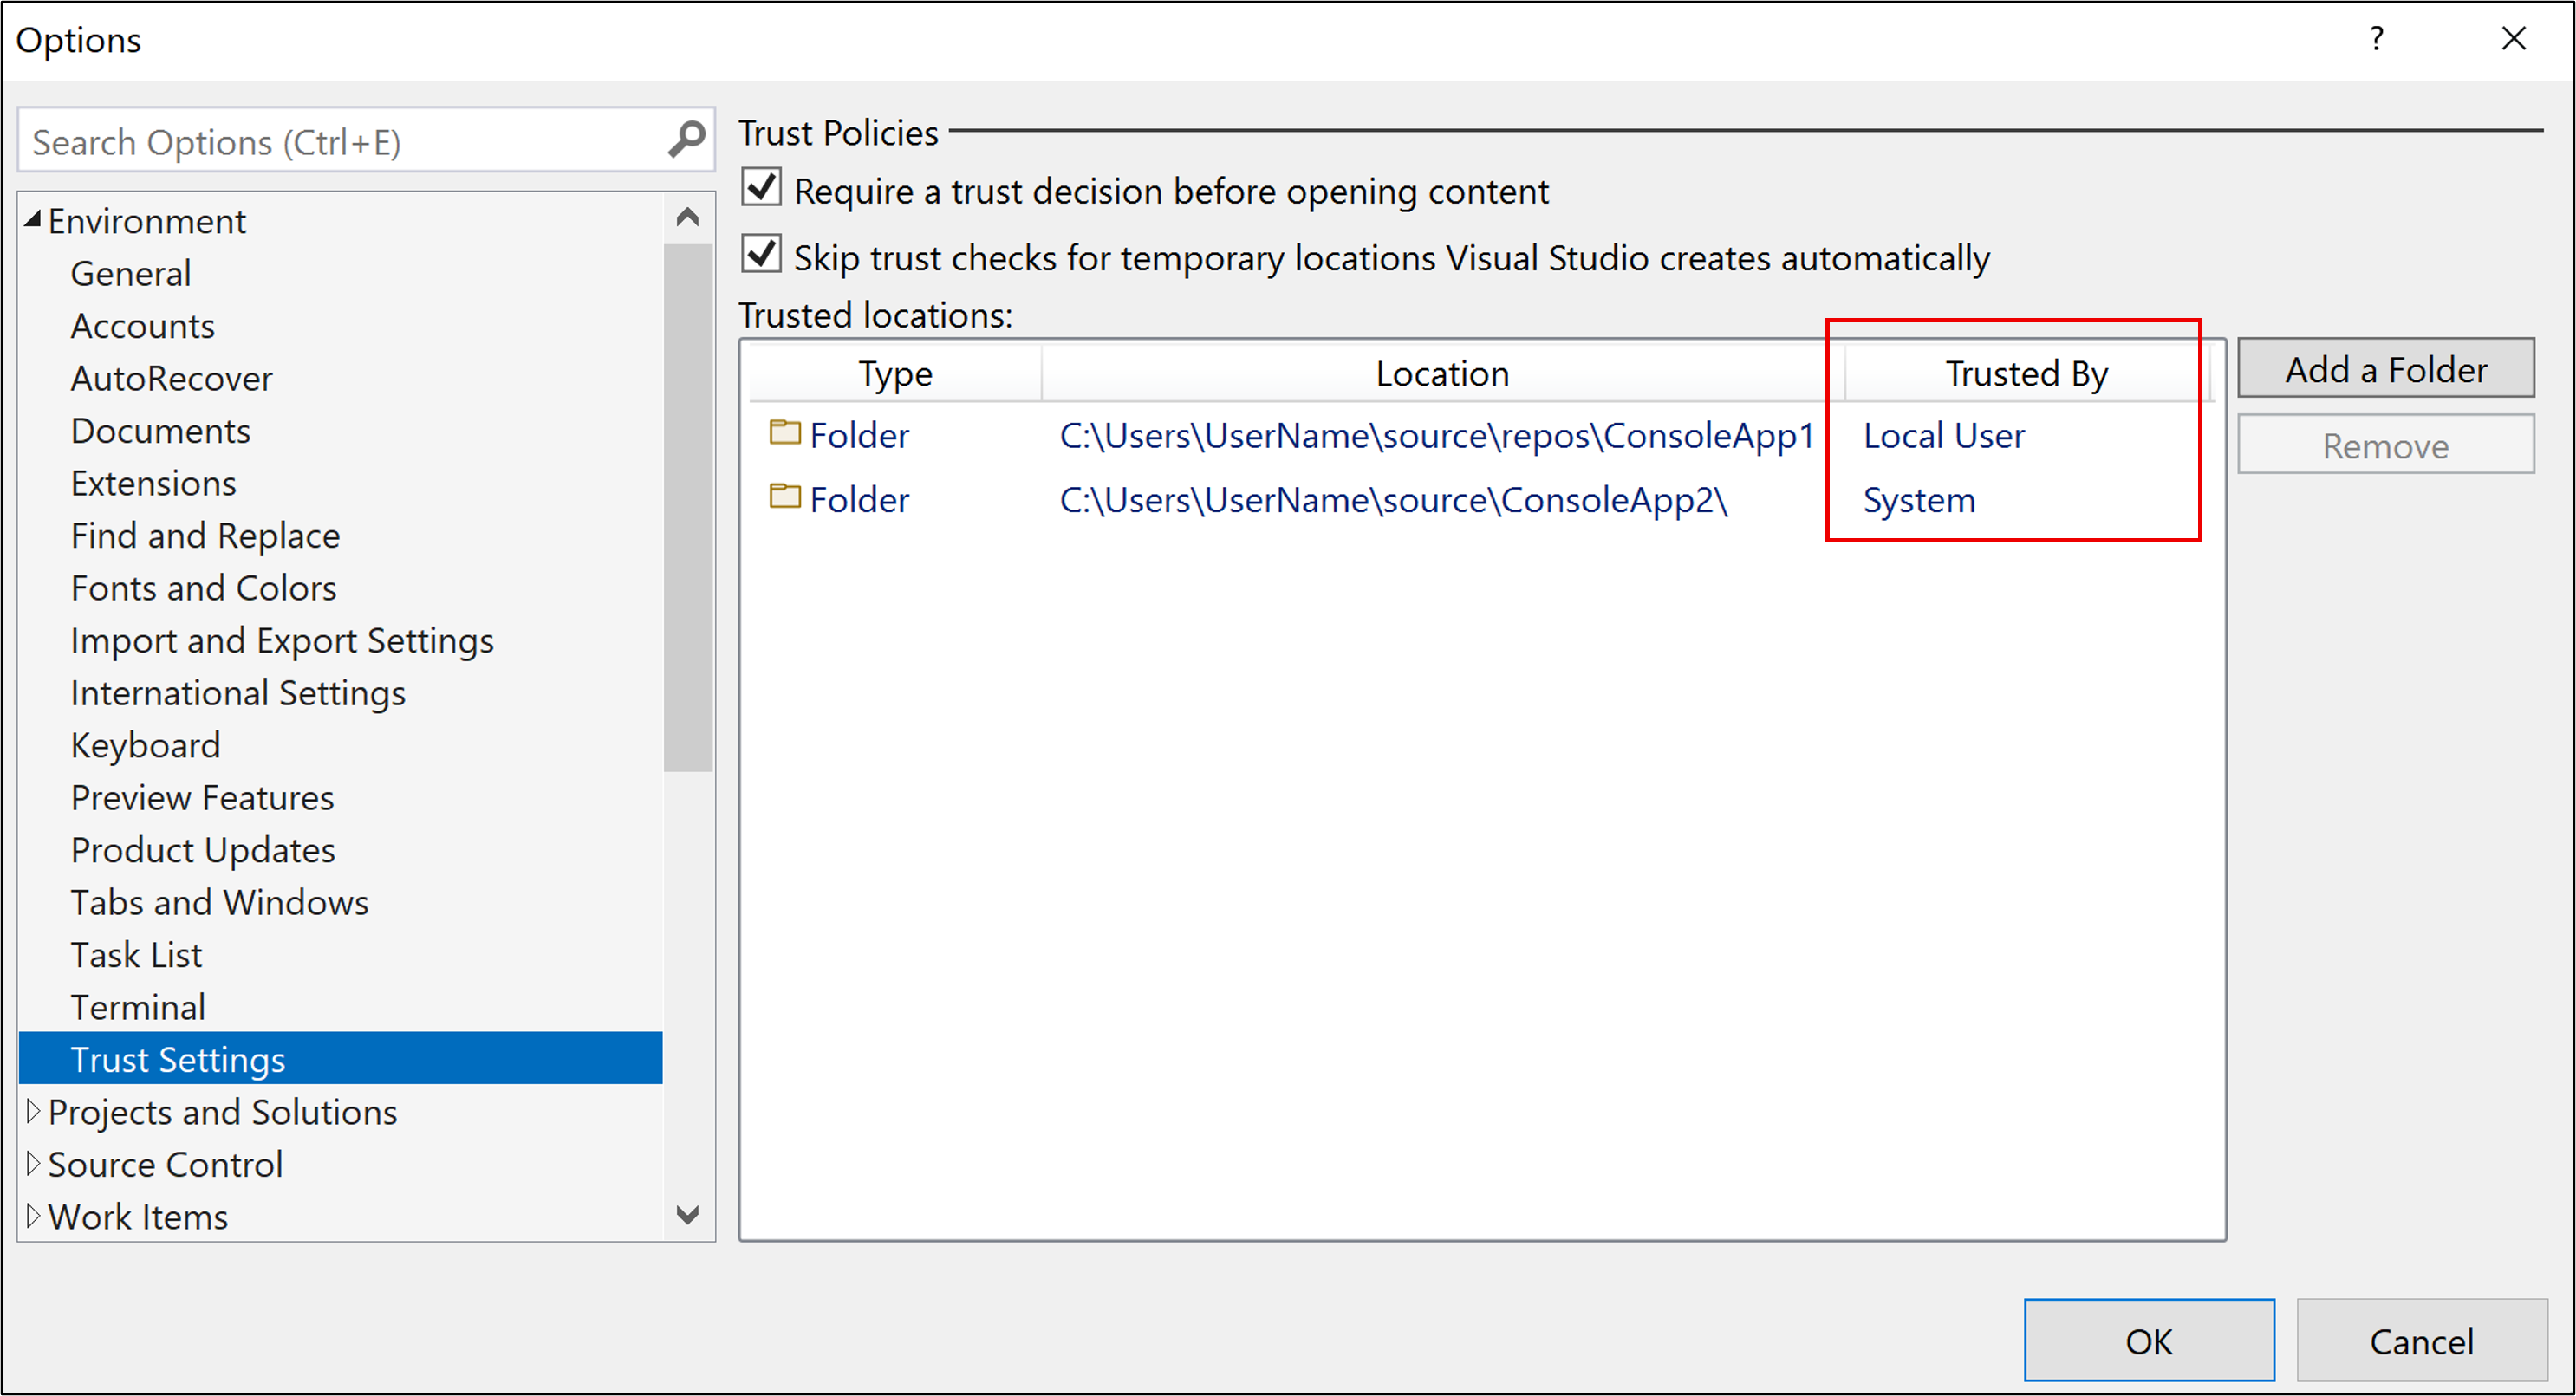 Options
?
Search Options (Ctrl+E)
Environment
General
Accounts
AutoRecover
Documents
Extensions
Find and Replace
Fonts and Colors
Import and Export Settings
International Settings
Keyboard
Preview Features
Product Updates
Tabs and Windows
Task List
Terminal
Trust Settings
Projects and Solutions
Source Control
Work Items
Trust Policies
Require a trust decision before opening content
Skip trust checks for temporary locations Visual Studio creates automatically
Trusted locations:
Type Location Trusted By
Folder C:\Users\UserName\source\repos\ConsoleApp1 Local User
Folder C:\Users\UserName\source\ConsoleApp2\ System
Add a Folder
Remove
OK Cancel